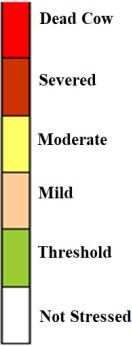 Dead Cow
Severed
Moderate
Mild
Threshold
Not Stressed